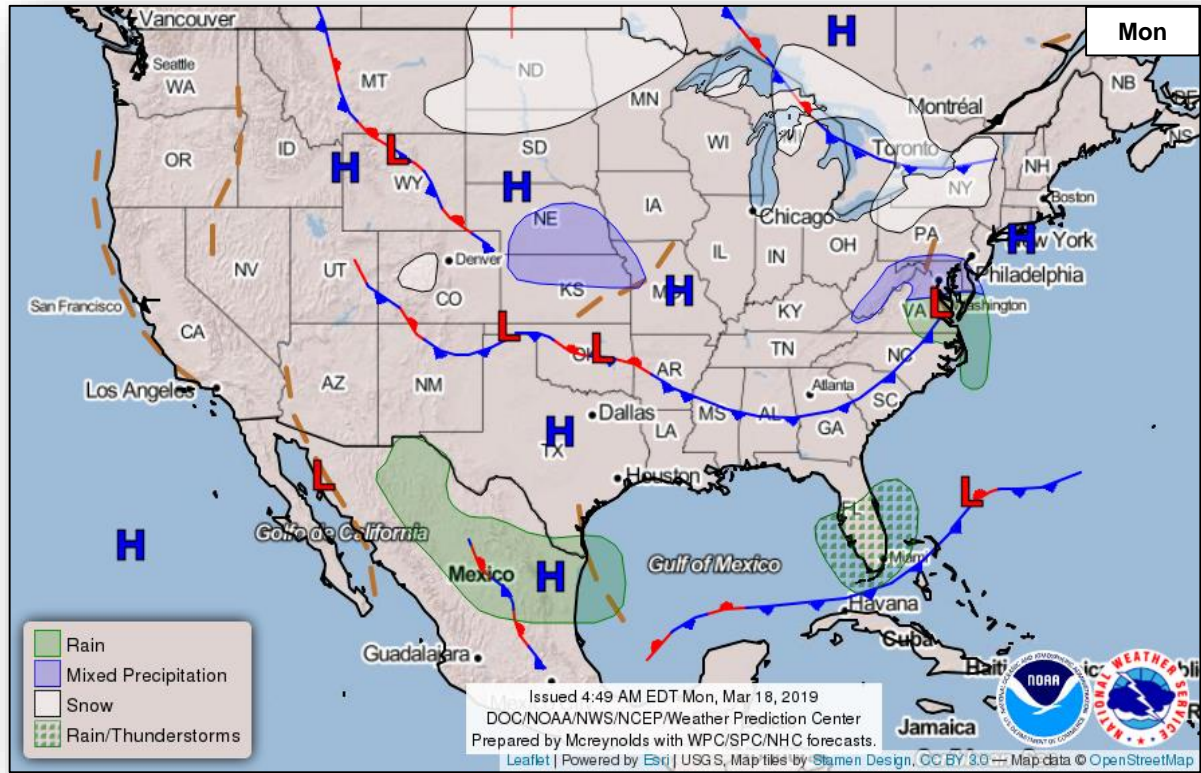 Mon
Vancouver
Seattle
WA
MT
ND
MN
Montréal
NB
NS
OR
ID
WY
SD
WI
Toronto
NH
NY
Boston
H
H
H
H
H
H
H
H
L
L
L
L
L
L
NE
IA
Chicago
PA
New York
Philadelphia
NV
UT
Denver
CO
KS
IL
IN
OH
San Francisco
CA
KY
VA
Washington
Los Angeles
AZ
NM
OK
AR
TN
NC
Atlanta
SC
Dallas
TX
LA
MS
AL
GA
Houston
FL
Miami
Golfo de California
Mexico
Gulf of Mexico
Havana
Cuba
Guadalajara
Jamaica
Rain
Mixed Precipitation
Snow
Rain/Thunderstorms
NOAA
NATIONAL WEATHER SERVICE
Issued 4:49 AM EDT Mon, Mar 18, 2019
DOC/NOAA/NWS/NCEP/Weather Prediction Center
Prepared by Mcreynolds with WPC/SPC/NHC forecasts.
Leaflet | Powered by Esri | USGS, Map tiles by Stamen Design, CC BY 3.0 — Map data © OpenStreetMap